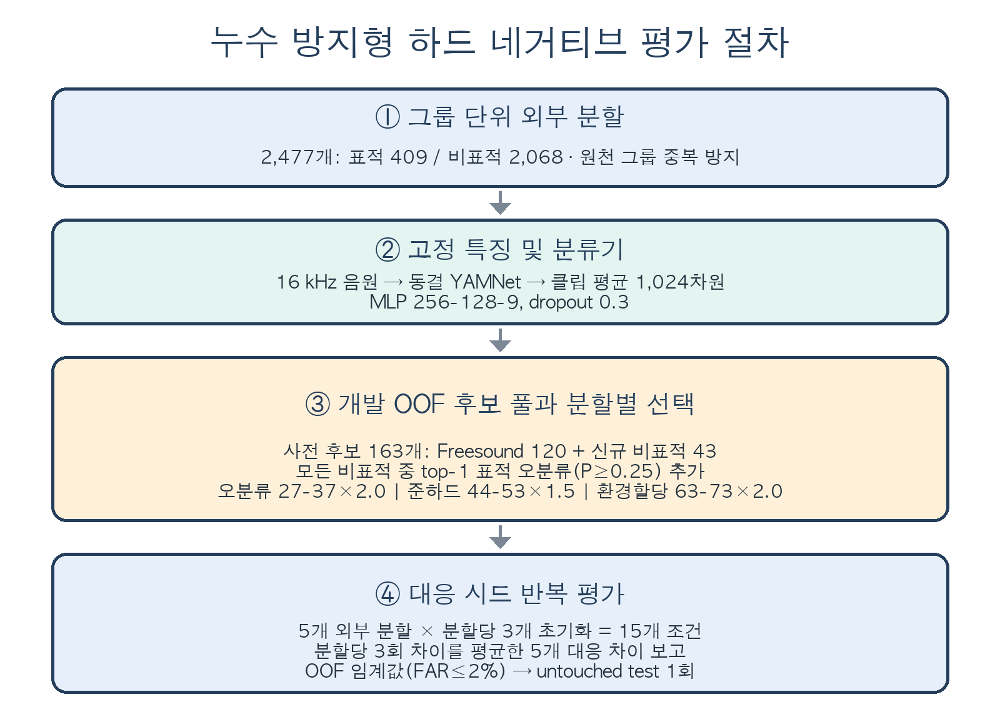 누수 방지형 하드 네거티브 평가 절차
① 그룹 단위 외부 분할
2,477개: 표적 409 / 비표적 2,068 · 원천 그룹 중복 방지
② 고정 특징 및 분류기
16 kHz 음원 → 동결 YAMNet → 클립 평균 1,024차원
MLP 256-128-9, dropout 0.3
③ 개발 OOF 후보 풀과 분할별 선택
사전 후보 163개: Freesound 120 + 신규 비표적 43
모든 비표적 중 top-1 표적 오분류(P≥0.25) 추가
오분류 27-37×2.0 | 준하드 44-53×1.5 | 환경할당 63-73×2.0
④ 대응 시드 반복 평가
5개 외부 분할 × 분할당 3개 초기화 = 15개 조건
분할당 3회 차이를 평균한 5개 대응 차이 보고
OOF 임계값(FAR≤2%) → untouched test 1회